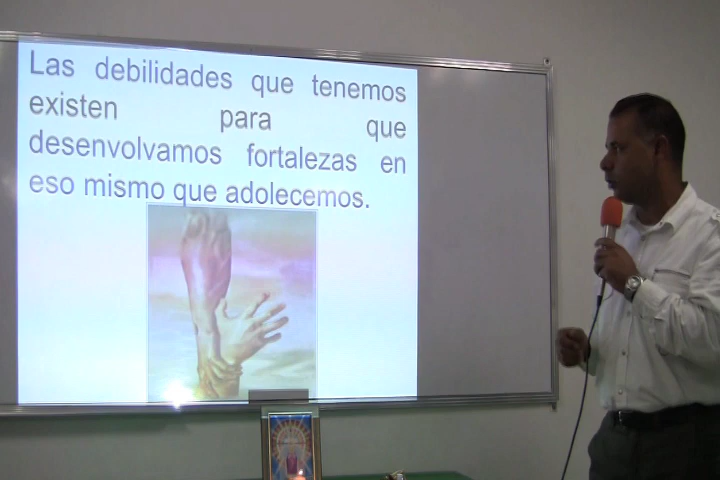 Las debilidades que tenemos
existen para que
desenvolvamos fortalezas en
eso mismo que adolecemos.